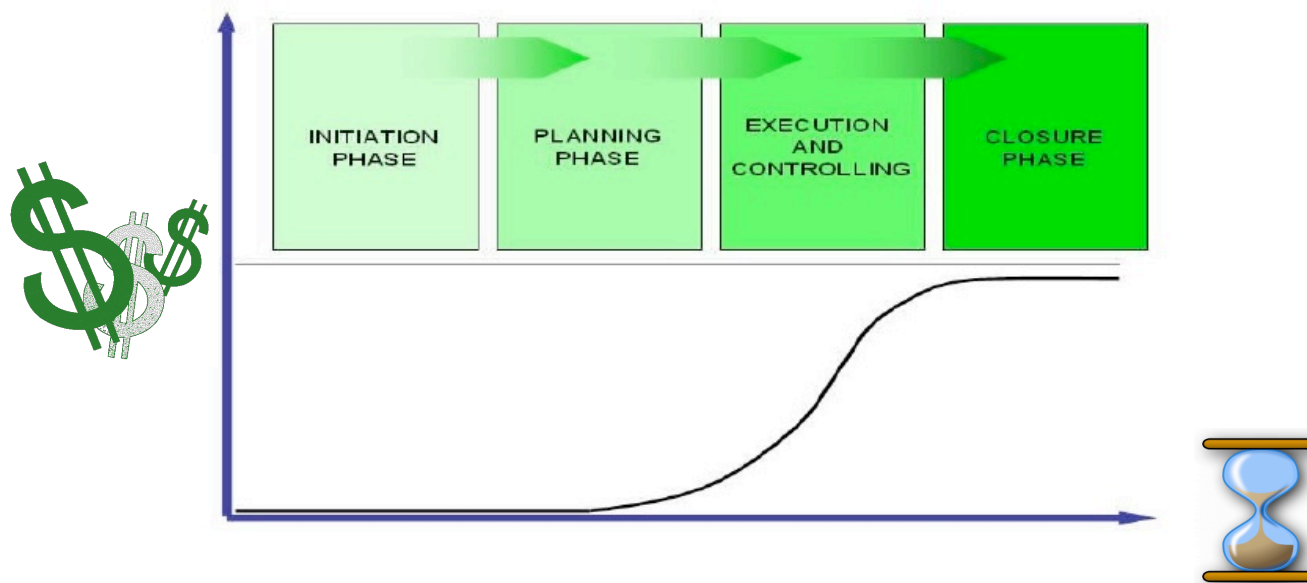 INITIATION
PHASE
PLANNING
PHASE
EXECUTION
AND
CONTROLLING
CLOSURE
PHASE